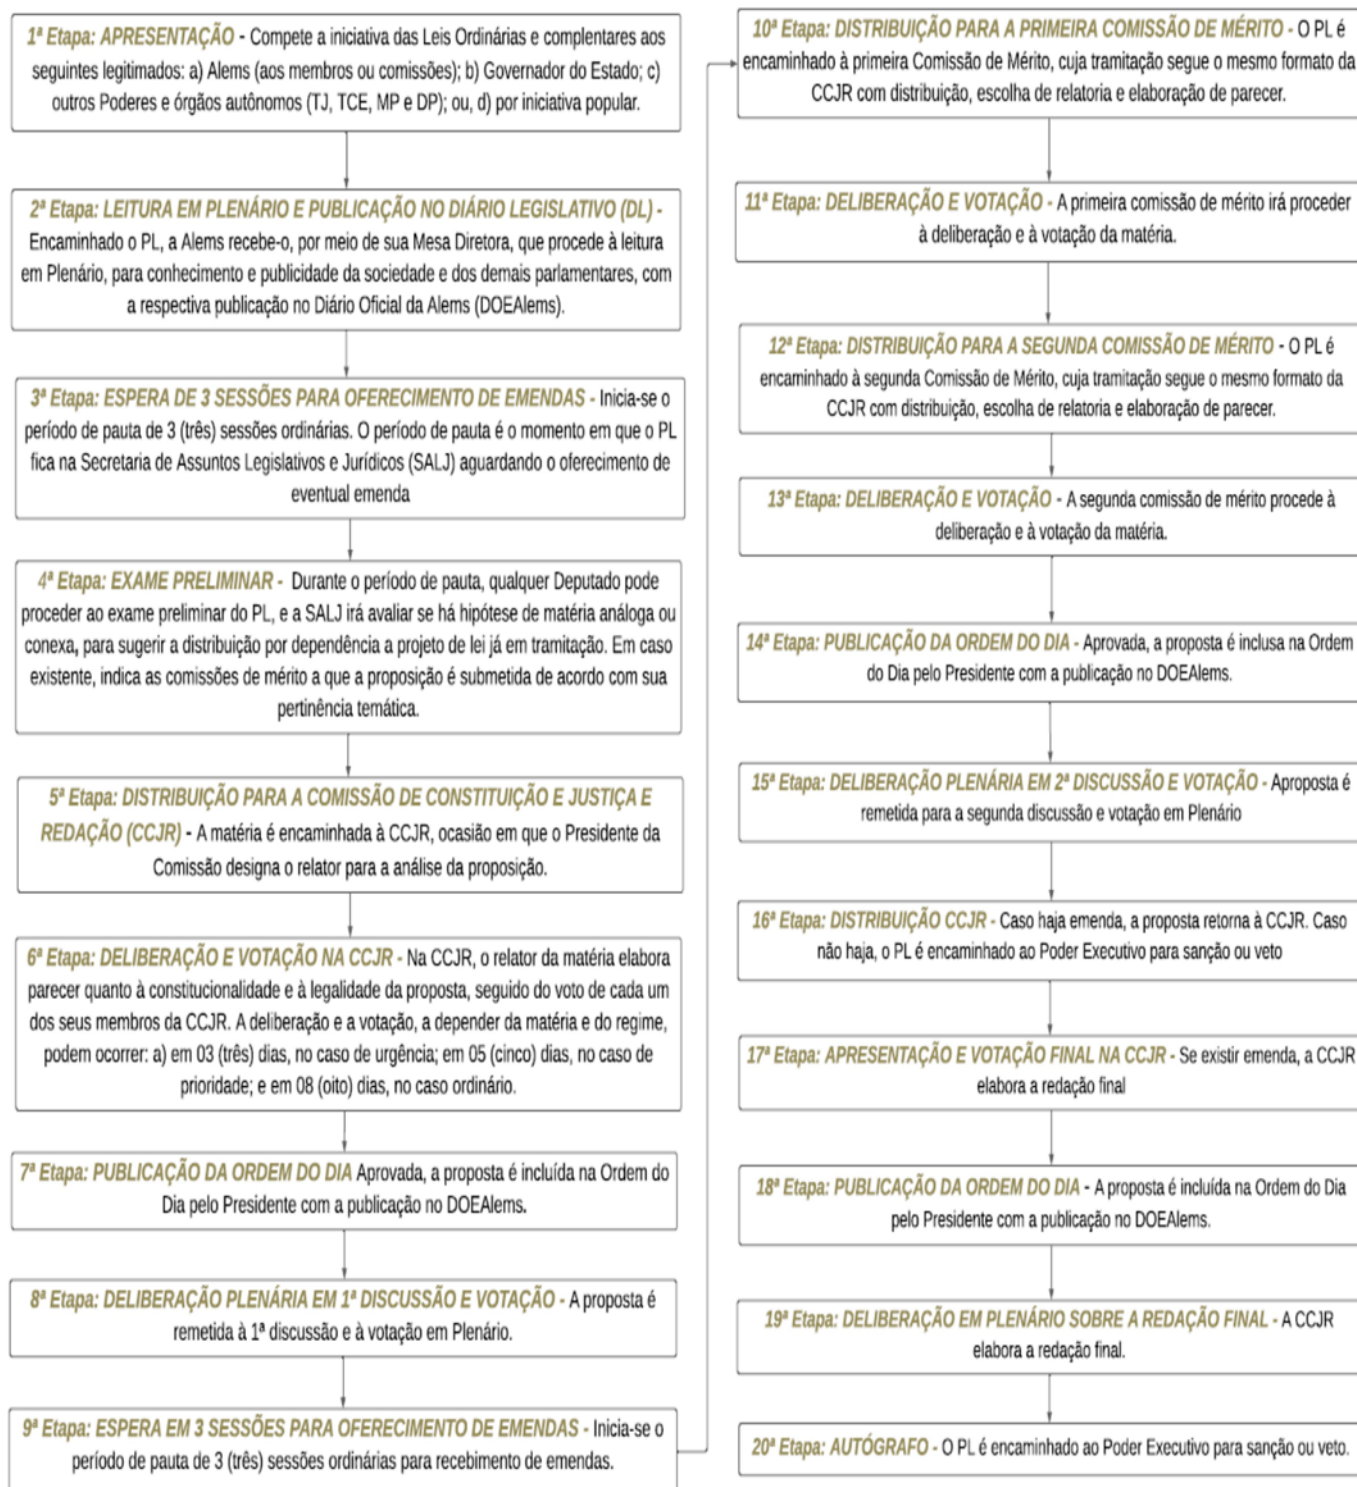 1ª Etapa: APRESENTAÇÃO - Compete a iniciativa das Leis Ordinárias e complentares aos
seguintes legitimados: a) Alems (aos membros ou comissões); b) Governador do Estado; c)
outros Poderes e órgãos autônomos (TJ, TCE, MP e DP); ou, d) por iniciativa popular.
2ª Etapa: LEITURA EM PLENÁRIO E PUBLICAÇÃO NO DIÁRIO LEGISLATIVO (DL) -
Encaminhado o PL, a Alems recebe-o, por meio de sua Mesa Diretora, que procede à leitura
em Plenário, para conhecimento e publicidade da sociedade e dos demais parlamentares, com
a respectiva publicação no Diário Oficial da Alems (DOEAlems).
3ª Etapa: ESPERA DE 3 SESSÕES PARA OFERECIMENTO DE EMENDAS - Inicia-se o
período de pauta de 3 (três) sessões ordinárias. O período de pauta é o momento em que o PL
fica na Secretaria de Assuntos Legislativos e Jurídicos (SALJ) aguardando o oferecimento de
eventual emenda
4ª Etapa: EXAME PRELIMINAR - Durante o período de pauta, qualquer Deputado pode
proceder ao exame preliminar do PL, e a SALJ irá avaliar se há hipótese de matéria análoga ou
conexa, para sugerir a distribuição por dependência a projeto de lei já em tramitação. Em caso
existente, indica as comissões de mérito a que a proposição é submetida de acordo com sua
pertinência temática.
5ª Etapa: DISTRIBUIÇÃO PARA A COMISSÃO DE CONSTITUIÇÃO E JUSTIÇA E
REDAÇÃO (CCJR) - A matéria é encaminhada à CCJR, ocasião em que o Presidente da
Comissão designa o relator para a análise da proposição.
6ª Etapa: DELIBERAÇÃO E VOTAÇÃO NA CCJR - Na CCJR, o relator da matéria elabora
parecer quanto à constitucionalidade e à legalidade da proposta, seguido do voto de cada um
dos seus membros da CCJR. A deliberação e a votação, a depender da matéria e do regime,
podem ocorrer: a) em 03 (três) dias, no caso de urgência; em 05 (cinco) dias, no caso de
prioridade; e em 08 (oito) dias, no caso ordinário.
7ª Etapa: PUBLICAÇÃO DA ORDEM DO DIA Aprovada, a proposta é incluída na Ordem do
Dia pelo Presidente com a publicação no DOEAlems.
8ª Etapa: DELIBERAÇÃO PLENÁRIA EM 1ª DISCUSSÃO E VOTAÇÃO - A proposta é
remetida à 1ª discussão e à votação em Plenário.
9ª Etapa: ESPERA EM 3 SESSÕES PARA OFERECIMENTO DE EMENDAS - Inicia-se o
período de pauta de 3 (três) sessões ordinárias para recebimento de emendas.
10ª Etapa: DISTRIBUIÇÃO PARA A PRIMEIRA COMISSÃO DE MÉRITO - O PL é
encaminhado à primeira Comissão de Mérito, cuja tramitação segue o mesmo formato da
CCJR com distribuição, escolha de relatoria e elaboração de parecer.
11ª Etapa: DELIBERAÇÃO E VOTAÇÃO - A primeira comissão de mérito irá proceder
à deliberação e à votação da matéria.
12ª Etapa: DISTRIBUIÇÃO PARA A SEGUNDA COMISSÃO DE MÉRITO - O PL é
encaminhado à segunda Comissão de Mérito, cuja tramitação segue o mesmo formato da
CCJR com distribuição, escolha de relatoria e elaboração de parecer.
13ª Etapa: DELIBERAÇÃO E VOTAÇÃO - A segunda comissão de mérito procede à
deliberação e à votação da matéria.
14ª Etapa: PUBLICAÇÃO DA ORDEM DO DIA - Aprovada, a proposta é inclusa na Ordem
do Dia pelo Presidente com a publicação no DOEAlems.
15ª Etapa: DELIBERAÇÃO PLENÁRIA EM 2ª DISCUSSÃO E VOTAÇÃO - Aproposta é
remetida para a segunda discussão e votação em Plenário
16ª Etapa: DISTRIBUIÇÃO CCJR - Caso haja emenda, a proposta retorna à CCJR. Caso
não haja, o PL é encaminhado ao Poder Executivo para sanção ou veto
17ª Etapa: APRESENTAÇÃO E VOTAÇÃO FINAL NA CCJR - Se existir emenda, a CCJR
elabora a redação final
18ª Etapa: PUBLICAÇÃO DA ORDEM DO DIA - A proposta é incluída na Ordem do Dia
pelo Presidente com a publicação no DOEAlems.
19ª Etapa: DELIBERAÇÃO EM PLENÁRIO SOBRE A REDAÇÃO FINAL - A CCJR
elabora a redação final.
20ª Etapa: AUTÓGRAFO - O PL é encaminhado ao Poder Executivo para sanção ou veto.